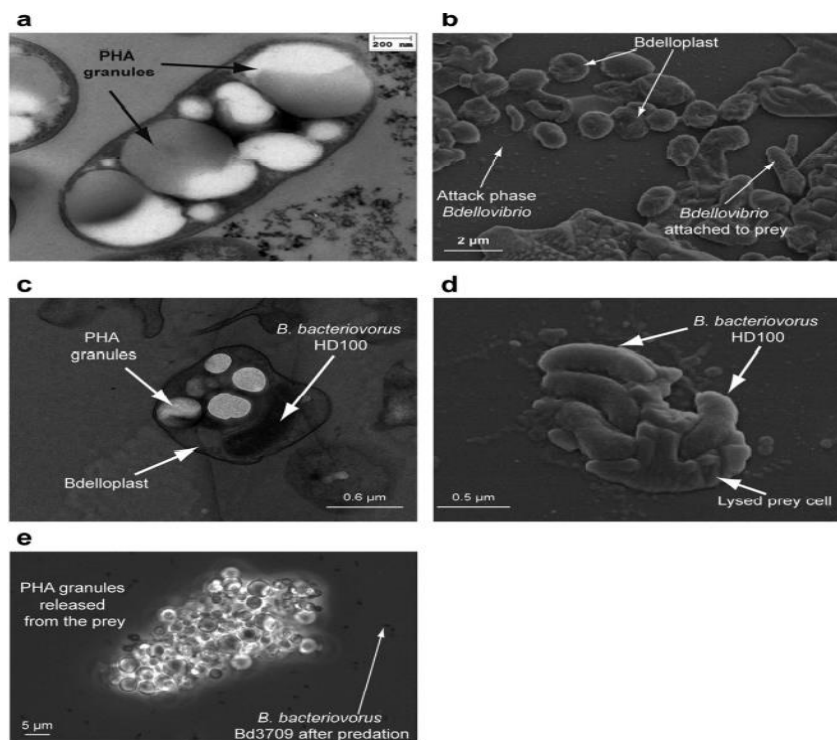 a
PHA
granules
200 nm
b
Bdelloplast
Attack phase
Bdellovibrio
Bdellovibrio
attached to prey
2 µm
c
PHA
granules
B. bacteriovorus
HD100
Bdelloplast
0.6 µm
d
B. bacteriovorus
HD100
Lysed prey cell
0.5 µm
e
PHA granules
released
from the prey
5 µm
B. bacteriovorus
Bd3709 after predation